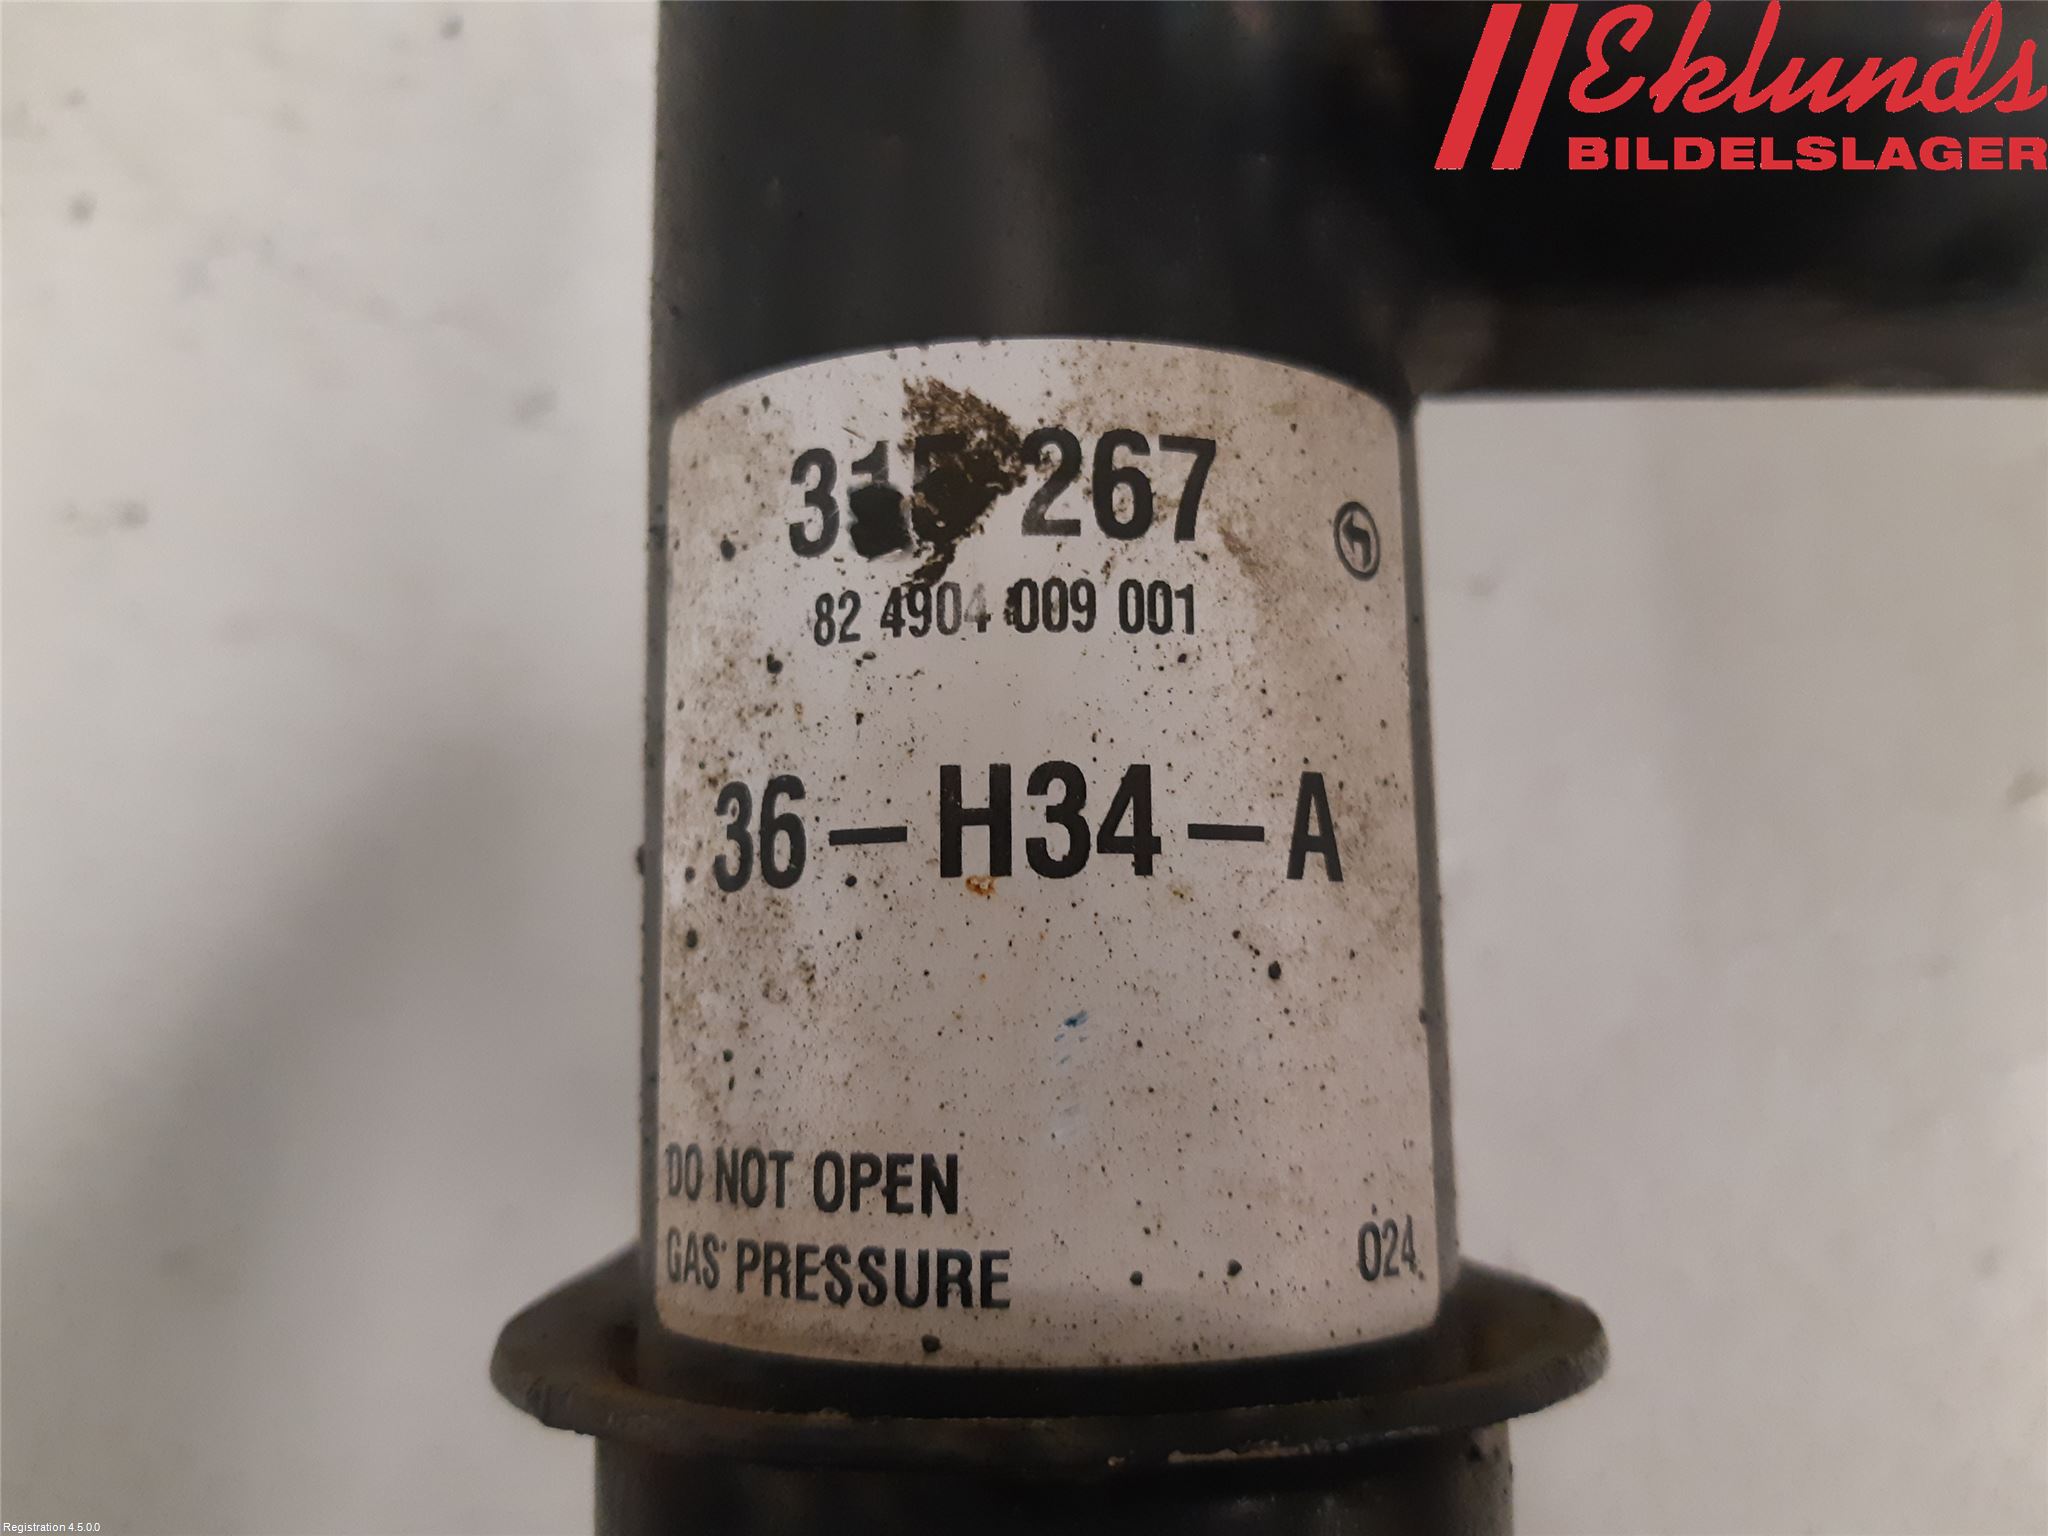 Eklunds
BILDELSLAGER
315 267
82 4904 009 001
36-H34-A
DO NOT OPEN
GAS PRESSURE
024
Registration 4.5.0.0